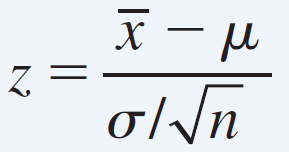 z = (x̄ − μ) / (σ/√n)